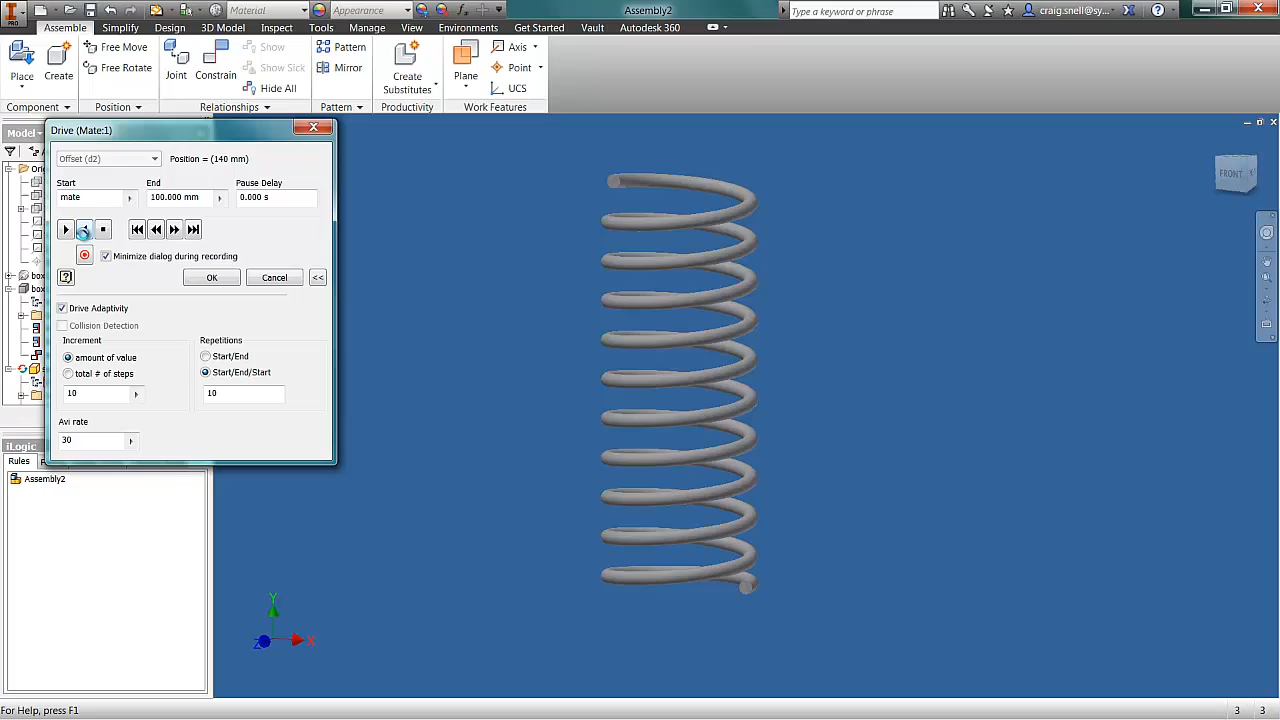 Material
Appearance
Assembly2
Type a keyword or phrase
craig.snell@sy...
PRO
Assemble Simplify Design 3D Model Inspect Tools Manage View Environments Get Started Vault Autodesk 360
Place
Create
Free Move
Free Rotate
Joint
Constrain
Show
Show Sick
Hide All
Pattern
Mirror
Create
Substitutes
Plane
Axis
Point
UCS
Component Position Relationships Pattern Productivity Work Features
Model
Drive (Mate:1)
Offset (d2) Position = (140 mm)
Start End Pause Delay
mate 100.000 mm 0.000 s
Minimize dialog during recording
OK Cancel <<
Drive Adaptivity
Collision Detection
Increment Repetitions
amount of value Start/End
total # of steps Start/End/Start
10 10
Avi rate
30
iLogic
Rules
Assembly2
FRONT
Y
X
Z
For Help, press F1
3 3